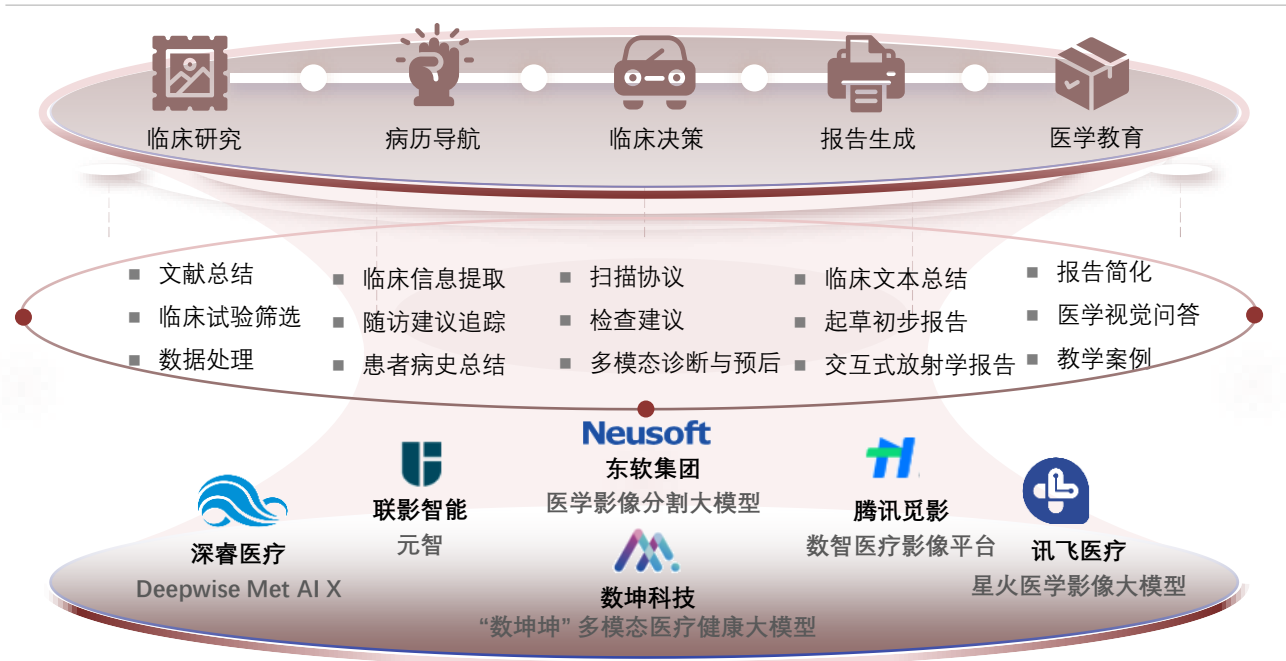 临床研究
病历导航
临床决策
报告生成
医学教育
文献总结
临床试验筛选
数据处理
临床信息提取
随访建议追踪
患者病史总结
扫描协议
检查建议
多模态诊断与预后
临床文本总结
起草初步报告
交互式放射学报告
报告简化
医学视觉问答
教学案例
深睿医疗
Deepwise Met AI X
联影智能
元智
Neusoft
东软集团
医学影像分割大模型
数坤科技
“数坤坤” 多模态医疗健康大模型
腾讯觅影
数智医疗影像平台
讯飞医疗
星火医学影像大模型